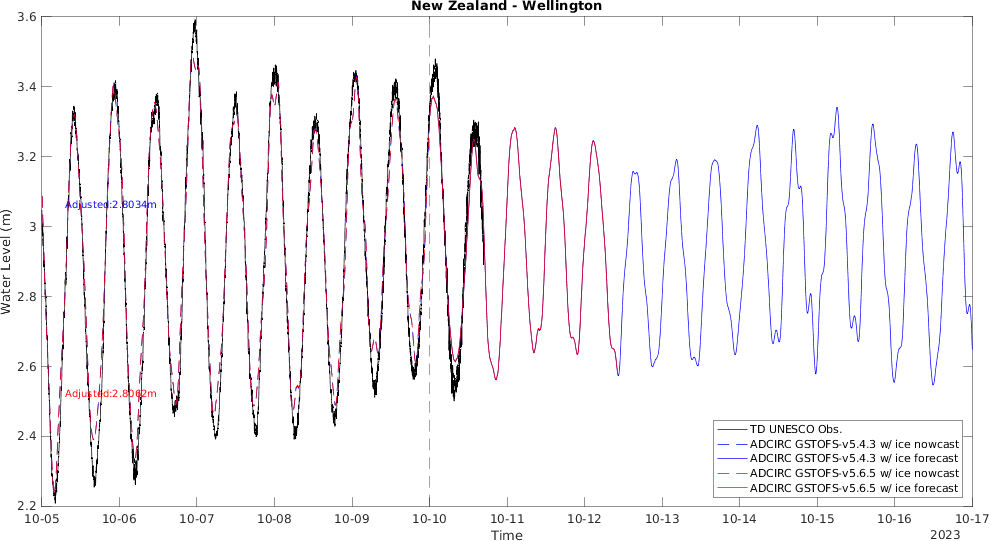 New Zealand - Wellington
3.6
3.4
3.2
3
2.8
2.6
2.4
2.2
Water Level (m)
Adjusted:2.8034m
Adjusted:2.8062m
TD UNESCO Obs.
ADCIRC GSTOFS-v5.4.3 w/ ice nowcast
ADCIRC GSTOFS-v5.4.3 w/ ice forecast
ADCIRC GSTOFS-v5.6.5 w/ ice nowcast
ADCIRC GSTOFS-v5.6.5 w/ ice forecast
10-05 10-06 10-07 10-08 10-09 10-10 10-11 10-12 10-13 10-14 10-15 10-16 10-17
Time
2023